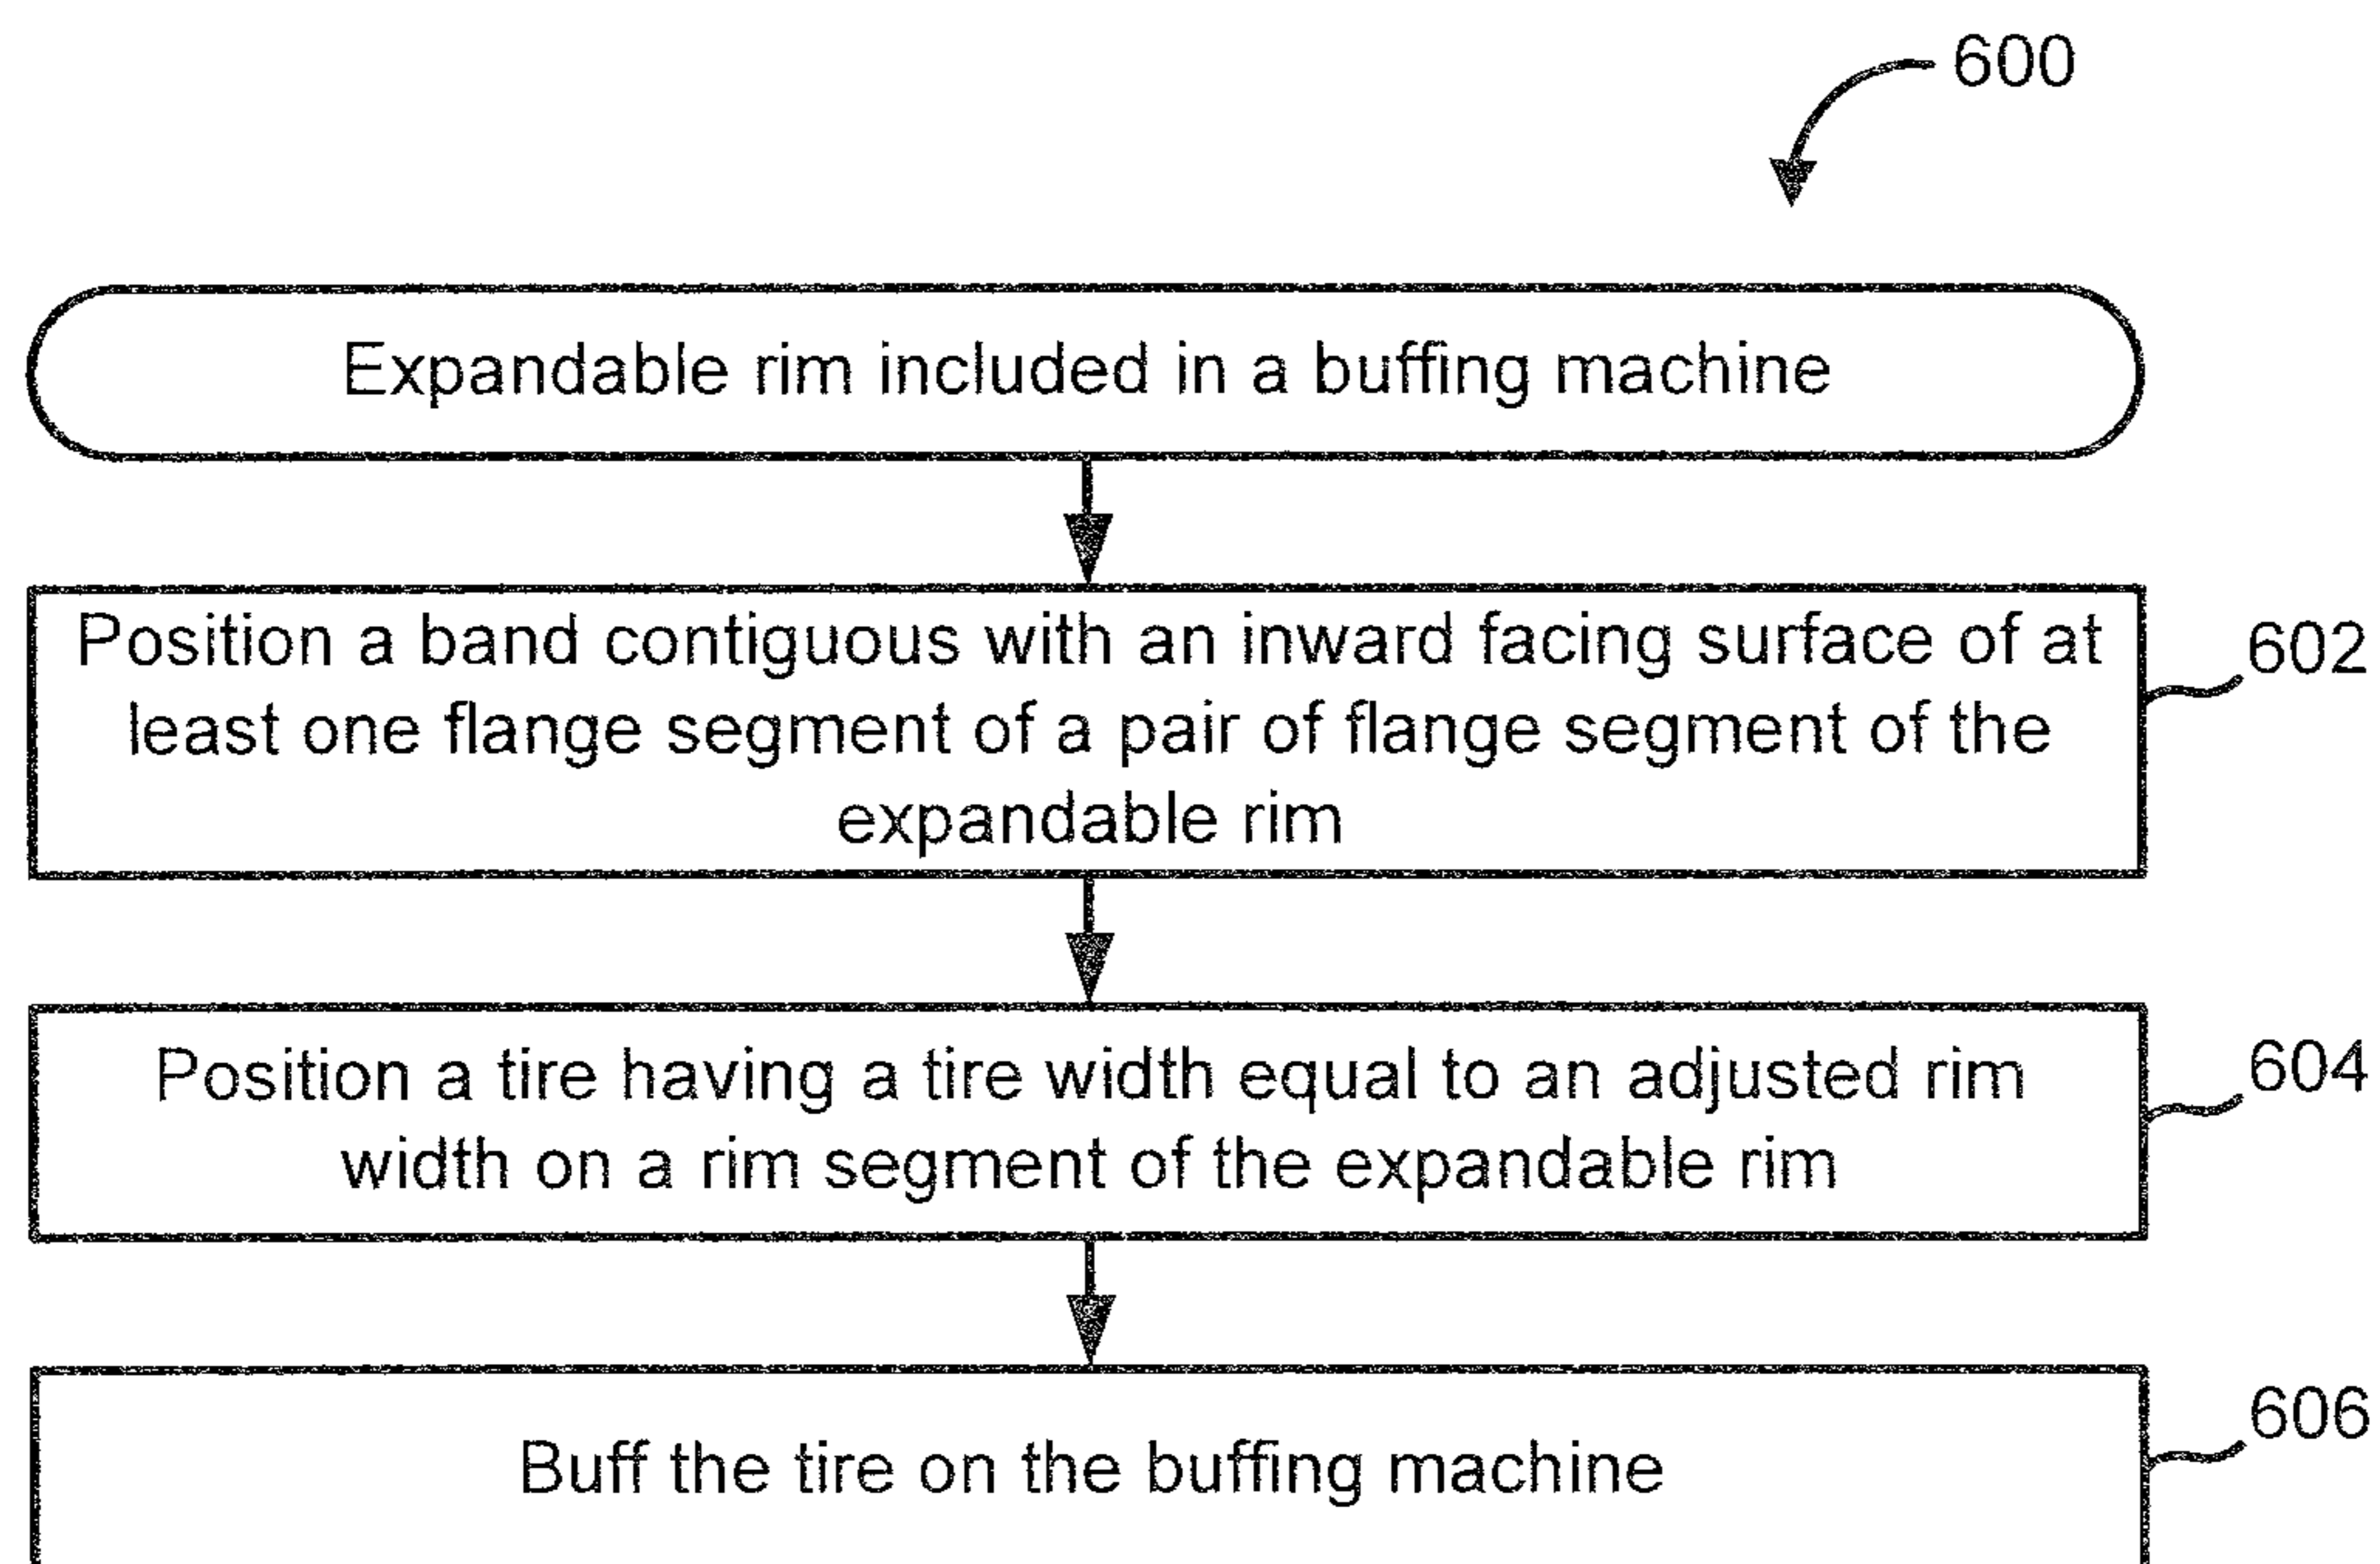 600
Expandable rim included in a buffing machine
Position a band contiguous with an inward facing surface of at
least one flange segment of a pair of flange segment of the
expandable rim
602
Position a tire having a tire width equal to an adjusted rim
width on a rim segment of the expandable rim
604
Buff the tire on the buffing machine
606